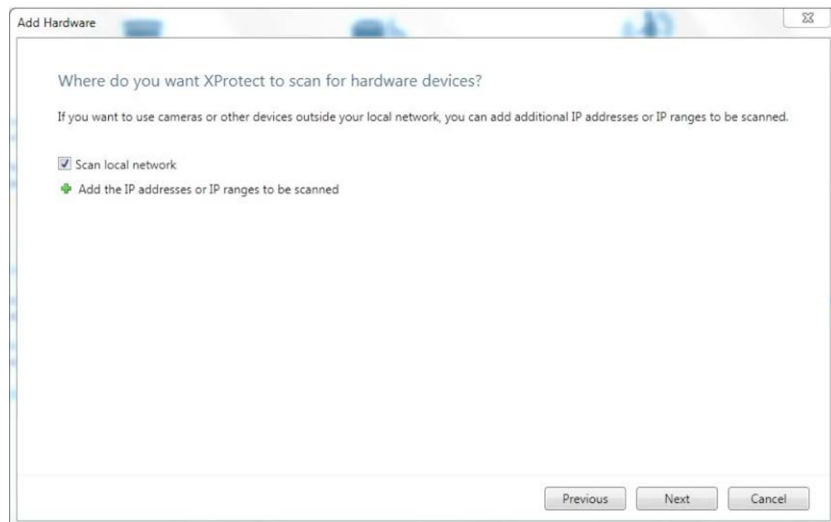 Add Hardware
Where do you want XProtect to scan for hardware devices?
If you want to use cameras or other devices outside your local network, you can add additional IP addresses or IP ranges to be scanned.
Scan local network
Add the IP addresses or IP ranges to be scanned
Previous Next Cancel